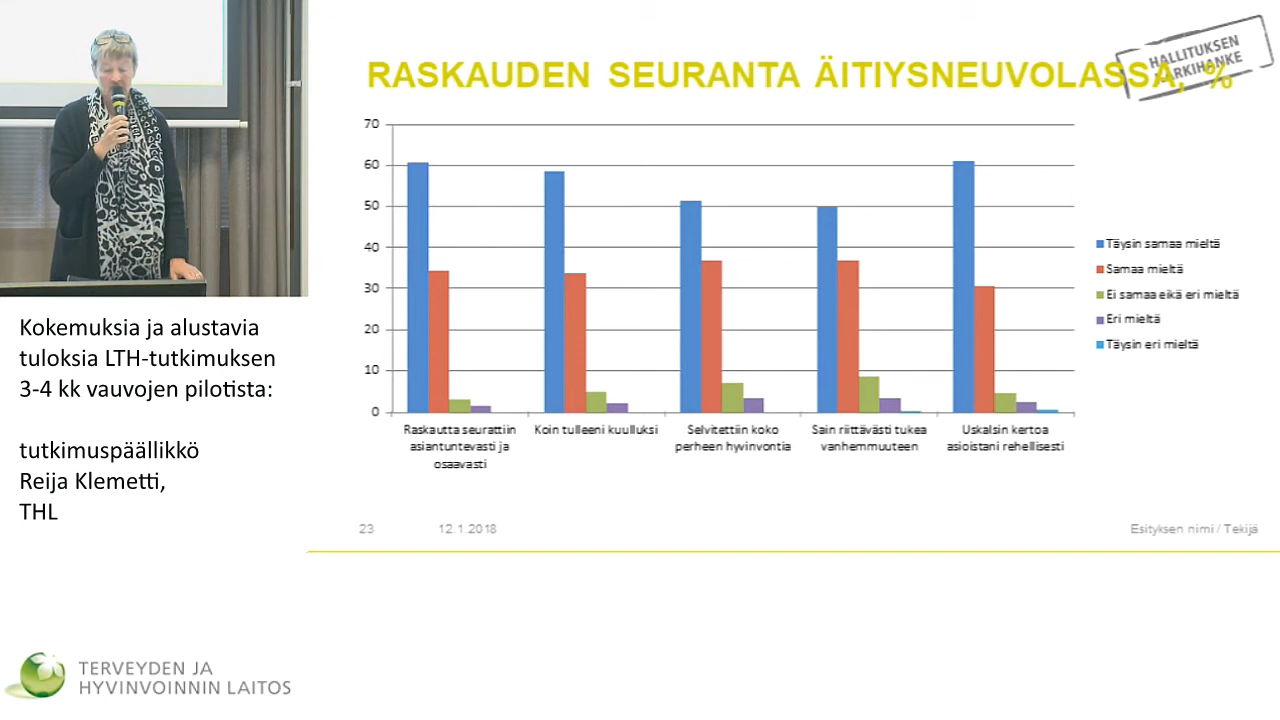 RASKAUDEN SEURANTA ÄITIYSNEUVOLASSA, %
HALLITUKSEN
KÄRKIHANKE
70
60
50
40
30
20
10
0
Täysin samaa mieltä
Samaa mieltä
Ei samaa eikä eri mieltä
Eri mieltä
Täysin eri mieltä
Raskautta seurattiin
asiantuntevasti ja
osaavasti
Koin tulleeni kuulluksi
Selvitettiin koko
perheen hyvinvontia
Sain riittävästi tukea
vanhemmuuteen
Uskalsin kertoa
asioistani rehellisesti
23
12.1.2018
Esityksen nimi / Tekijä
Kokemuksia ja alustavia
tuloksia LTH-tutkimuksen
3-4 kk vauvojen pilotista:
tutkimuspäällikkö
Reija Klemetti,
THL
TERVEYDEN JA
HYVINVOINNIN LAITOS